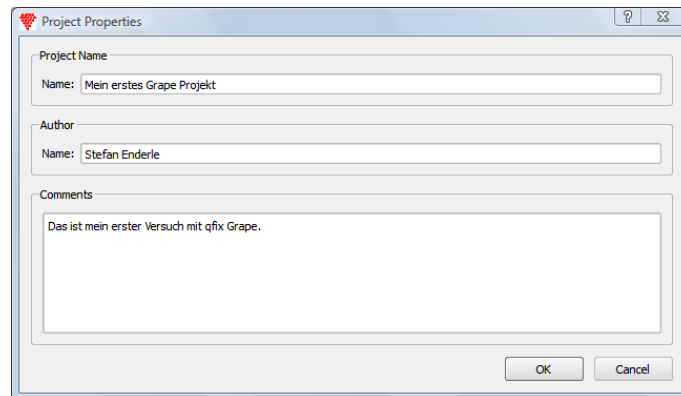 Project Properties
Project Name
Name: Mein erstes Grape Projekt
Author
Name: Stefan Enderle
Comments
Das ist mein erster Versuch mit qfix Grape.
OK Cancel